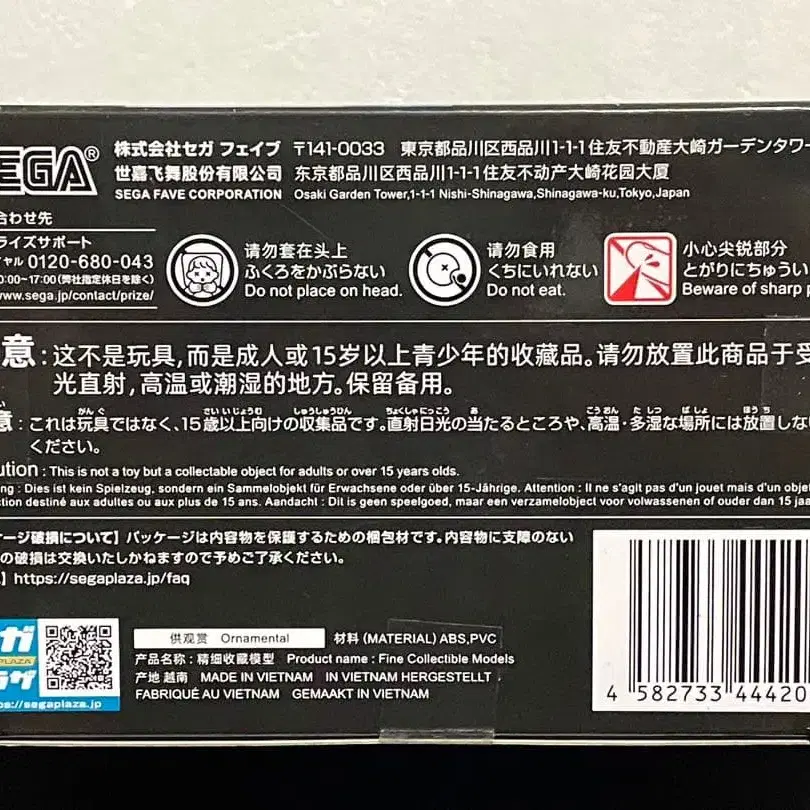 EGA®
株式会社セガ フェイブ 〒141-0033 東京都品川区西品川1-1-1住友不動産大崎ガーデンタワー
世嘉飞舞股份有限公司 东京都品川区西品川1-1-1住友不动产大崎花园大厦
SEGA FAVE CORPORATION Osaki Garden Tower,1-1-1 Nishi-Shinagawa,Shinagawa-ku,Tokyo,Japan
合わせ先
ライズサポート
ヤル 0120-680-043
0:00~17:00(弊社指定休日を除く)
www.sega.jp/contact/prize/
请勿套在头上
ふくろをかぶらない
Do not place on head.
请勿食用
くちにいれない
Do not eat.
小心尖锐部分
とがりにちゅうい
Beware of sharp p
意:这不是玩具,而是成人或15岁以上青少年的收藏品。请勿放置此商品于受
光直射,高温或潮湿的地方。保留备用。
意:これは玩具ではなく、15歳以上向けの収集品です。直射日光の当たるところや、高温・多湿な場所には放置しない
ください。
ution : This is not a toy but a collectable object for adults or over 15 years olds.
ng : Dies ist kein Spielzeug, sondern ein Sammelobjekt für Erwachsene oder über 15-Jährige. Attention : Il ne s'agît pas d'un jouet mais d'un objet
ction destiné aux adultes ou aux plus de 15 ans. Aandacht : Dit is geen speelgoed, maar een verzamelobject for volwassenen of ouder dan 15 jaa
ージ破損について】パッケージは内容物を保護するための梱包材です。内容物に支障のない
の破損は交換いたしかねますので予めご了承ください。
】https://segaplaza.jp/faq
ガ
PLAZA
ラザ
ps://segaplaza.jp
供观赏 Ornamental
材料 (MATERIAL) ABS,PVC
产品名称 : 精细收藏模型 Product name : Fine Collectible Models
产地 越南 MADE IN VIETNAM IN VIETNAM HERGESTELLT
FABRIQUÉ AU VIETNAM GEMAAKT IN VIETNAM
4 582733 44420